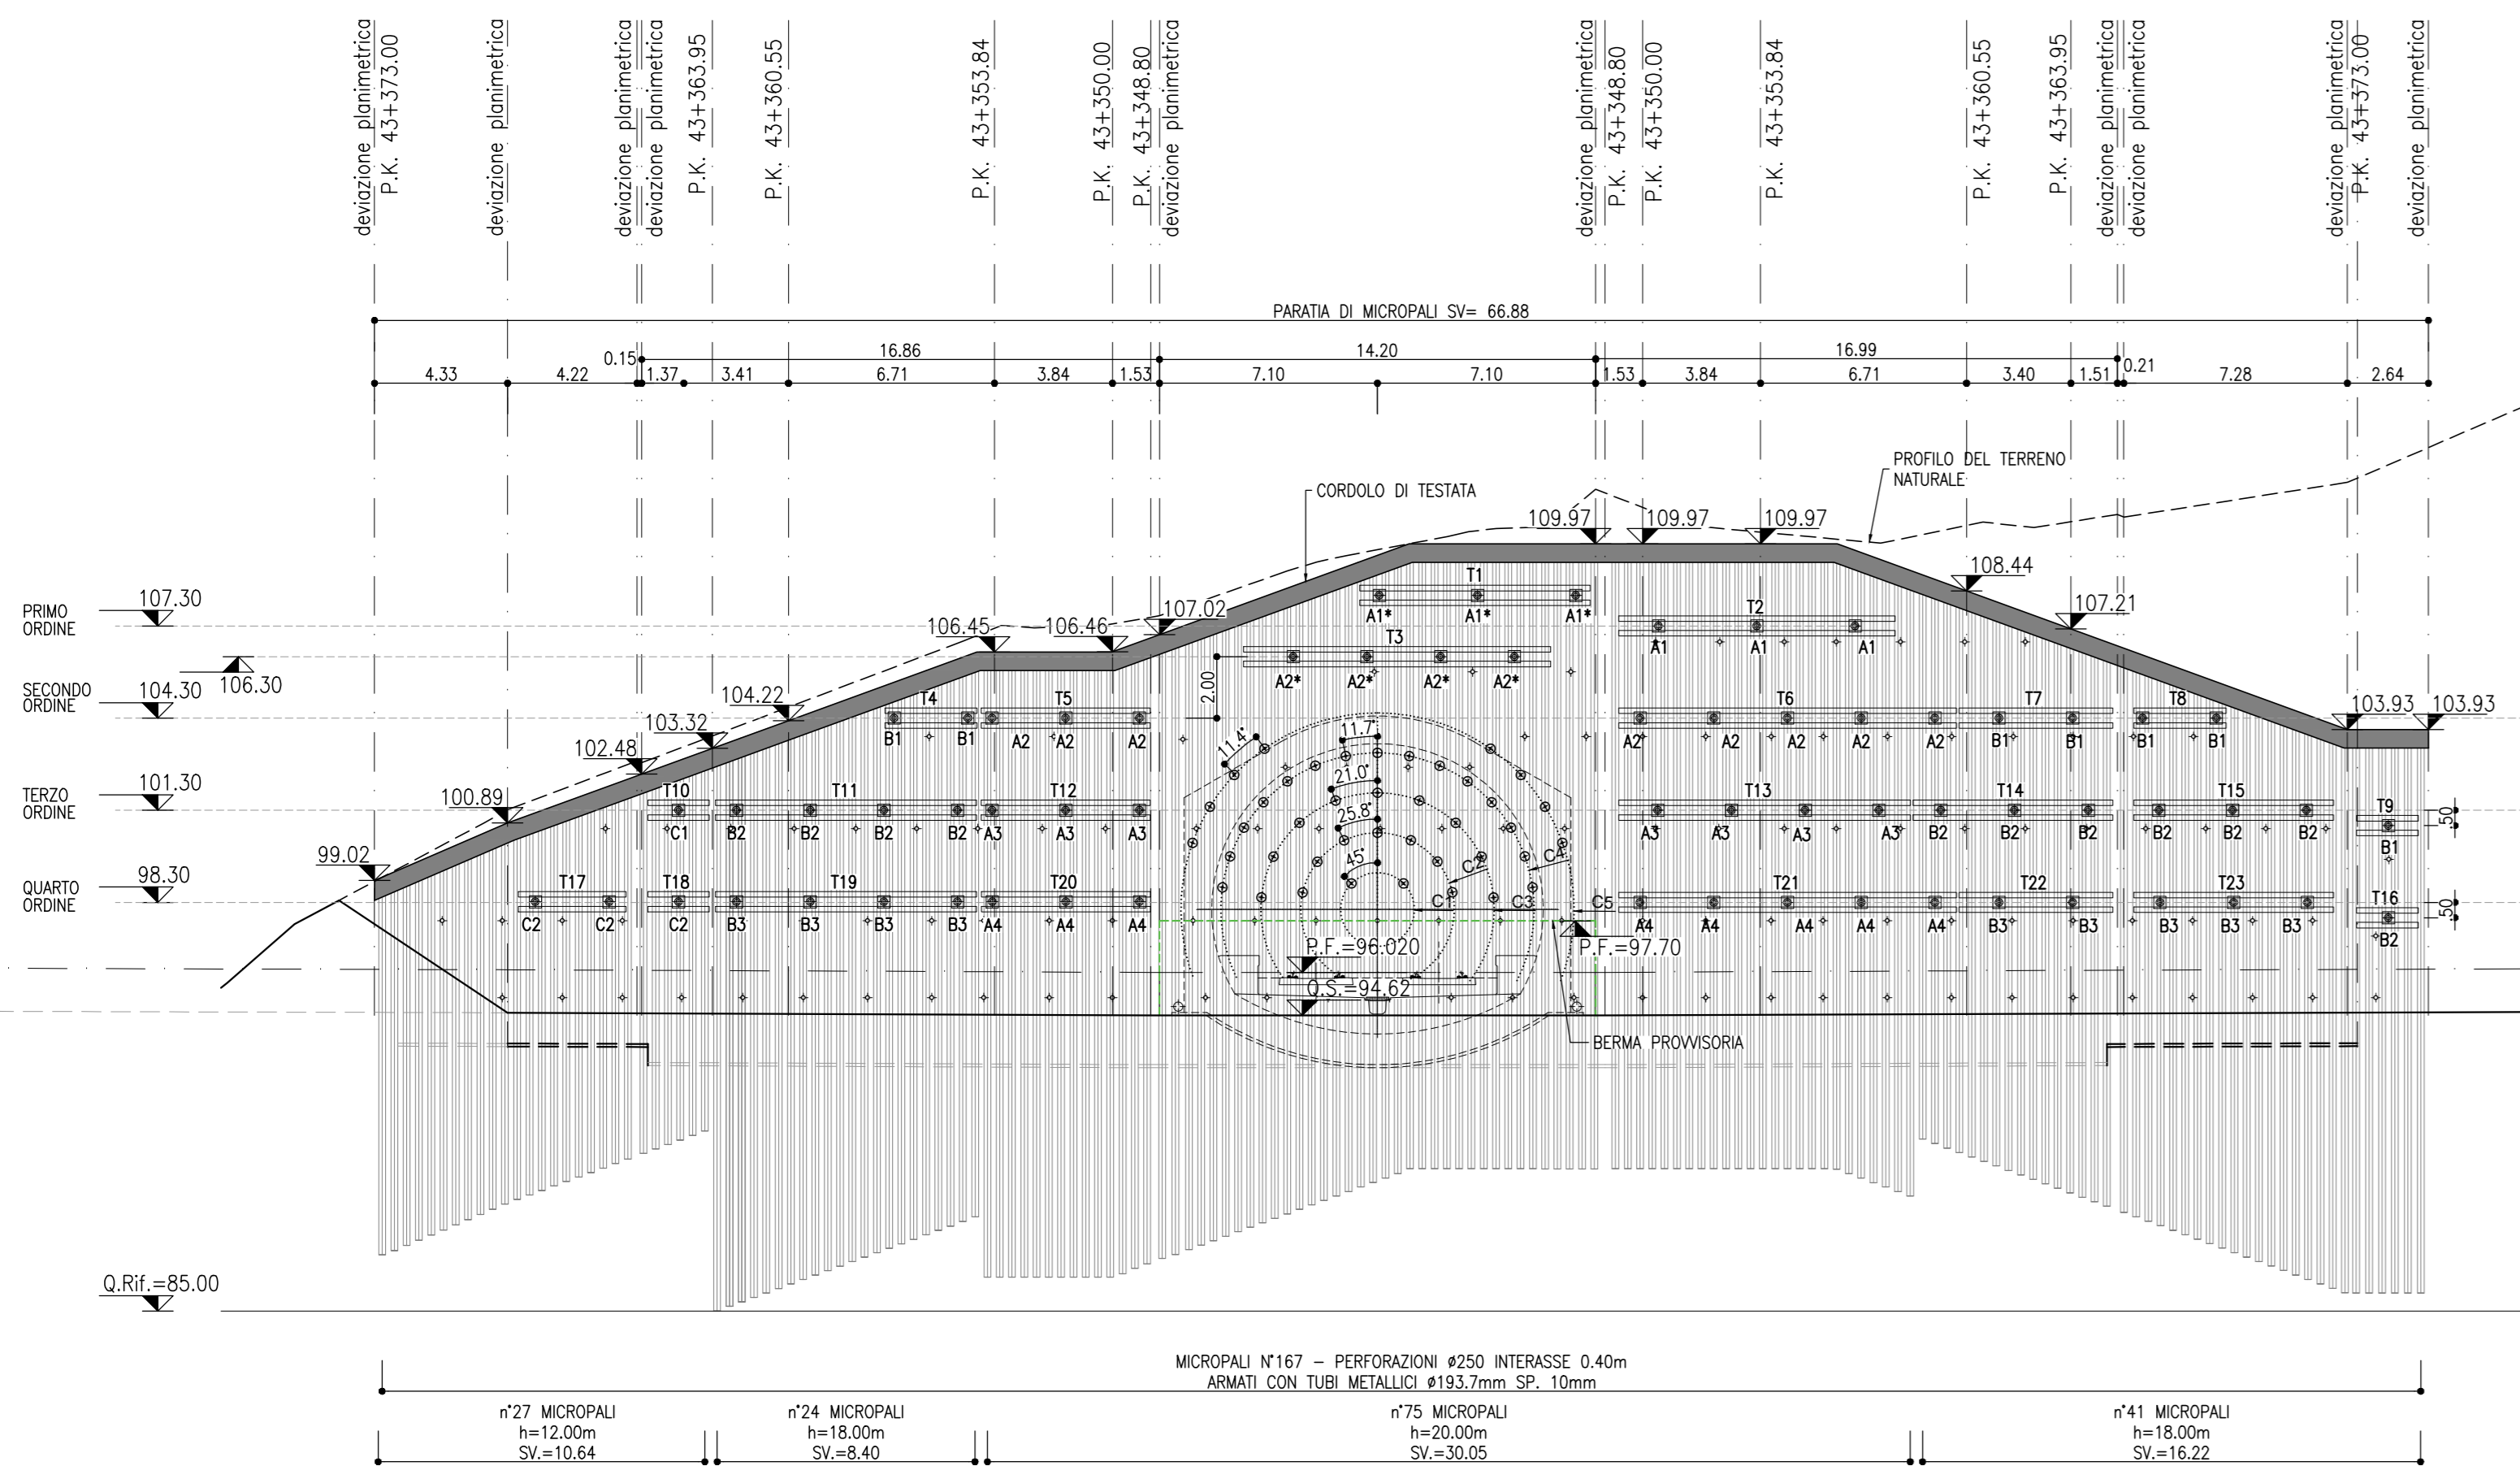 deviazione planimetrica
P.K. 43+373.00
deviazione planimetrica
deviazione planimetrica
deviazione planimetrica
P.K. 43+363.95
P.K. 43+360.55
P.K. 43+353.84
P.K. 43+350.00
P.K. 43+348.80
deviazione planimetrica
deviazione planimetrica
P.K. 43+348.80
P.K. 43+350.00
P.K. 43+353.84
P.K. 43+360.55
P.K. 43+363.95
deviazione planimetrica
deviazione planimetrica
deviazione planimetrica
P.K. 43+373.00
deviazione planimetrica
PARATIA DI MICROPALI SV= 66.88
0.15 16.86 14.20 16.99 0.21
4.33 4.22 1.37 3.41 6.71 3.84 1.53 7.10 7.10 1.53 3.84 6.71 3.40 1.51 7.28 2.64
PROFILO DEL TERRENO
NATURALE
CORDOLO DI TESTATA
109.97 109.97 109.97
108.44
107.21
107.02
106.45 106.46
104.22
103.32
102.48
100.89
99.02
103.93 103.93
PRIMO
ORDINE
107.30
106.30
SECONDO
ORDINE
104.30
TERZO
ORDINE
101.30
QUARTO
ORDINE
98.30
T1
A1* A1* A1*
T2
A1 A1 A1
T3
A2* A2* A2* A2*
2.00
T4 T5 T6 T7 T8
B1 B1 A2 A2 A2 A2 A2 A2 A2 A2 B1 B1 B1 B1
11.4° 11.7°
21.0°
25.8°
45°
T10 T11 T12 T13 T14 T15 T9
C1 B2 B2 B2 B2 A3 A3 A3 A3 A3 A3 A3 B2 B2 B2 B2 B2 B2 B1
.50
C2 C4
C1 C3 C5
T17 T18 T19 T20 T21 T22 T23 T16
C2 C2 C2 B3 B3 B3 B3 A4 A4 A4 A4 A4 A4 A4 A4 B3 B3 B3 B3 B3 B2
.50
P.F.=96.020
P.F.=97.70
Q.S.=94.62
BERMA PROVVISORIA
Q.Rif.=85.00
MICROPALI N°167 – PERFORAZIONI ø250 INTERASSE 0.40m
ARMATI CON TUBI METALLICI ø193.7mm SP. 10mm
n°27 MICROPALI
h=12.00m
SV.=10.64
n°24 MICROPALI
h=18.00m
SV.=8.40
n°75 MICROPALI
h=20.00m
SV.=30.05
n°41 MICROPALI
h=18.00m
SV.=16.22